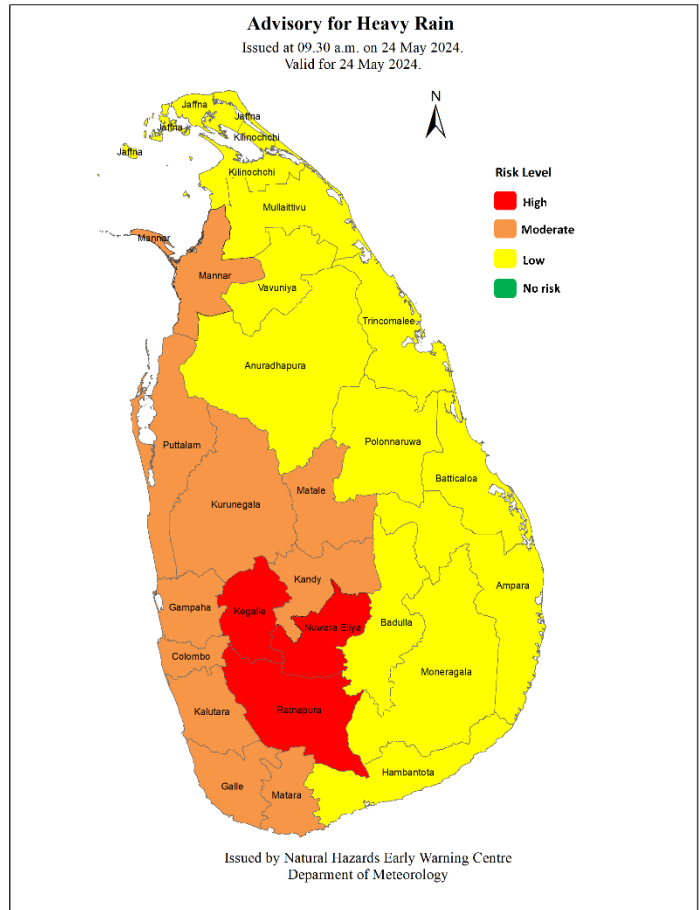 Advisory for Heavy Rain
Issued at 09.30 a.m. on 24 May 2024.
Valid for 24 May 2024.
N
Risk Level
High
Moderate
Low
No risk
Jaffna
Jaffna
Jaffna
Kilinochchi
Jaffna
Kilinochchi
Mullaittivu
Mannar
Mannar
Vavuniya
Trincomalee
Anuradhapura
Polonnaruwa
Puttalam
Batticaloa
Matale
Kurunegala
Kandy
Ampara
Gampaha
Kegalle
Badulla
Nuwara Eliya
Colombo
Moneragala
Ratnapura
Kalutara
Hambantota
Galle
Matara
Issued by Natural Hazards Early Warning Centre
Deparment of Meteorology